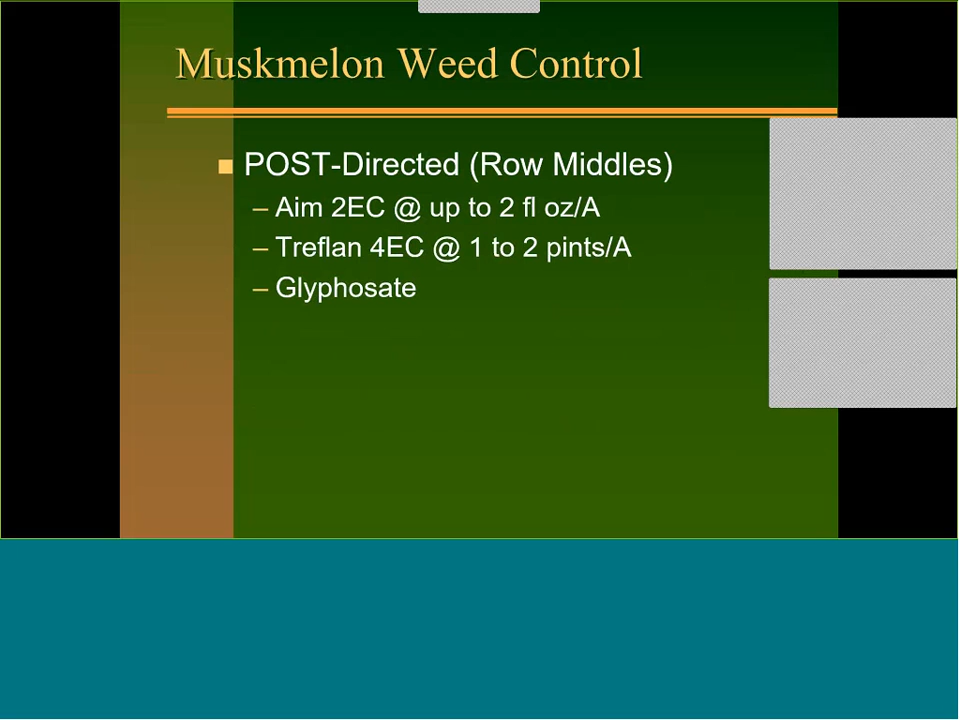 Muskmelon Weed Control
■ POST-Directed (Row Middles)
– Aim 2EC @ up to 2 fl oz/A
– Treflan 4EC @ 1 to 2 pints/A
– Glyphosate